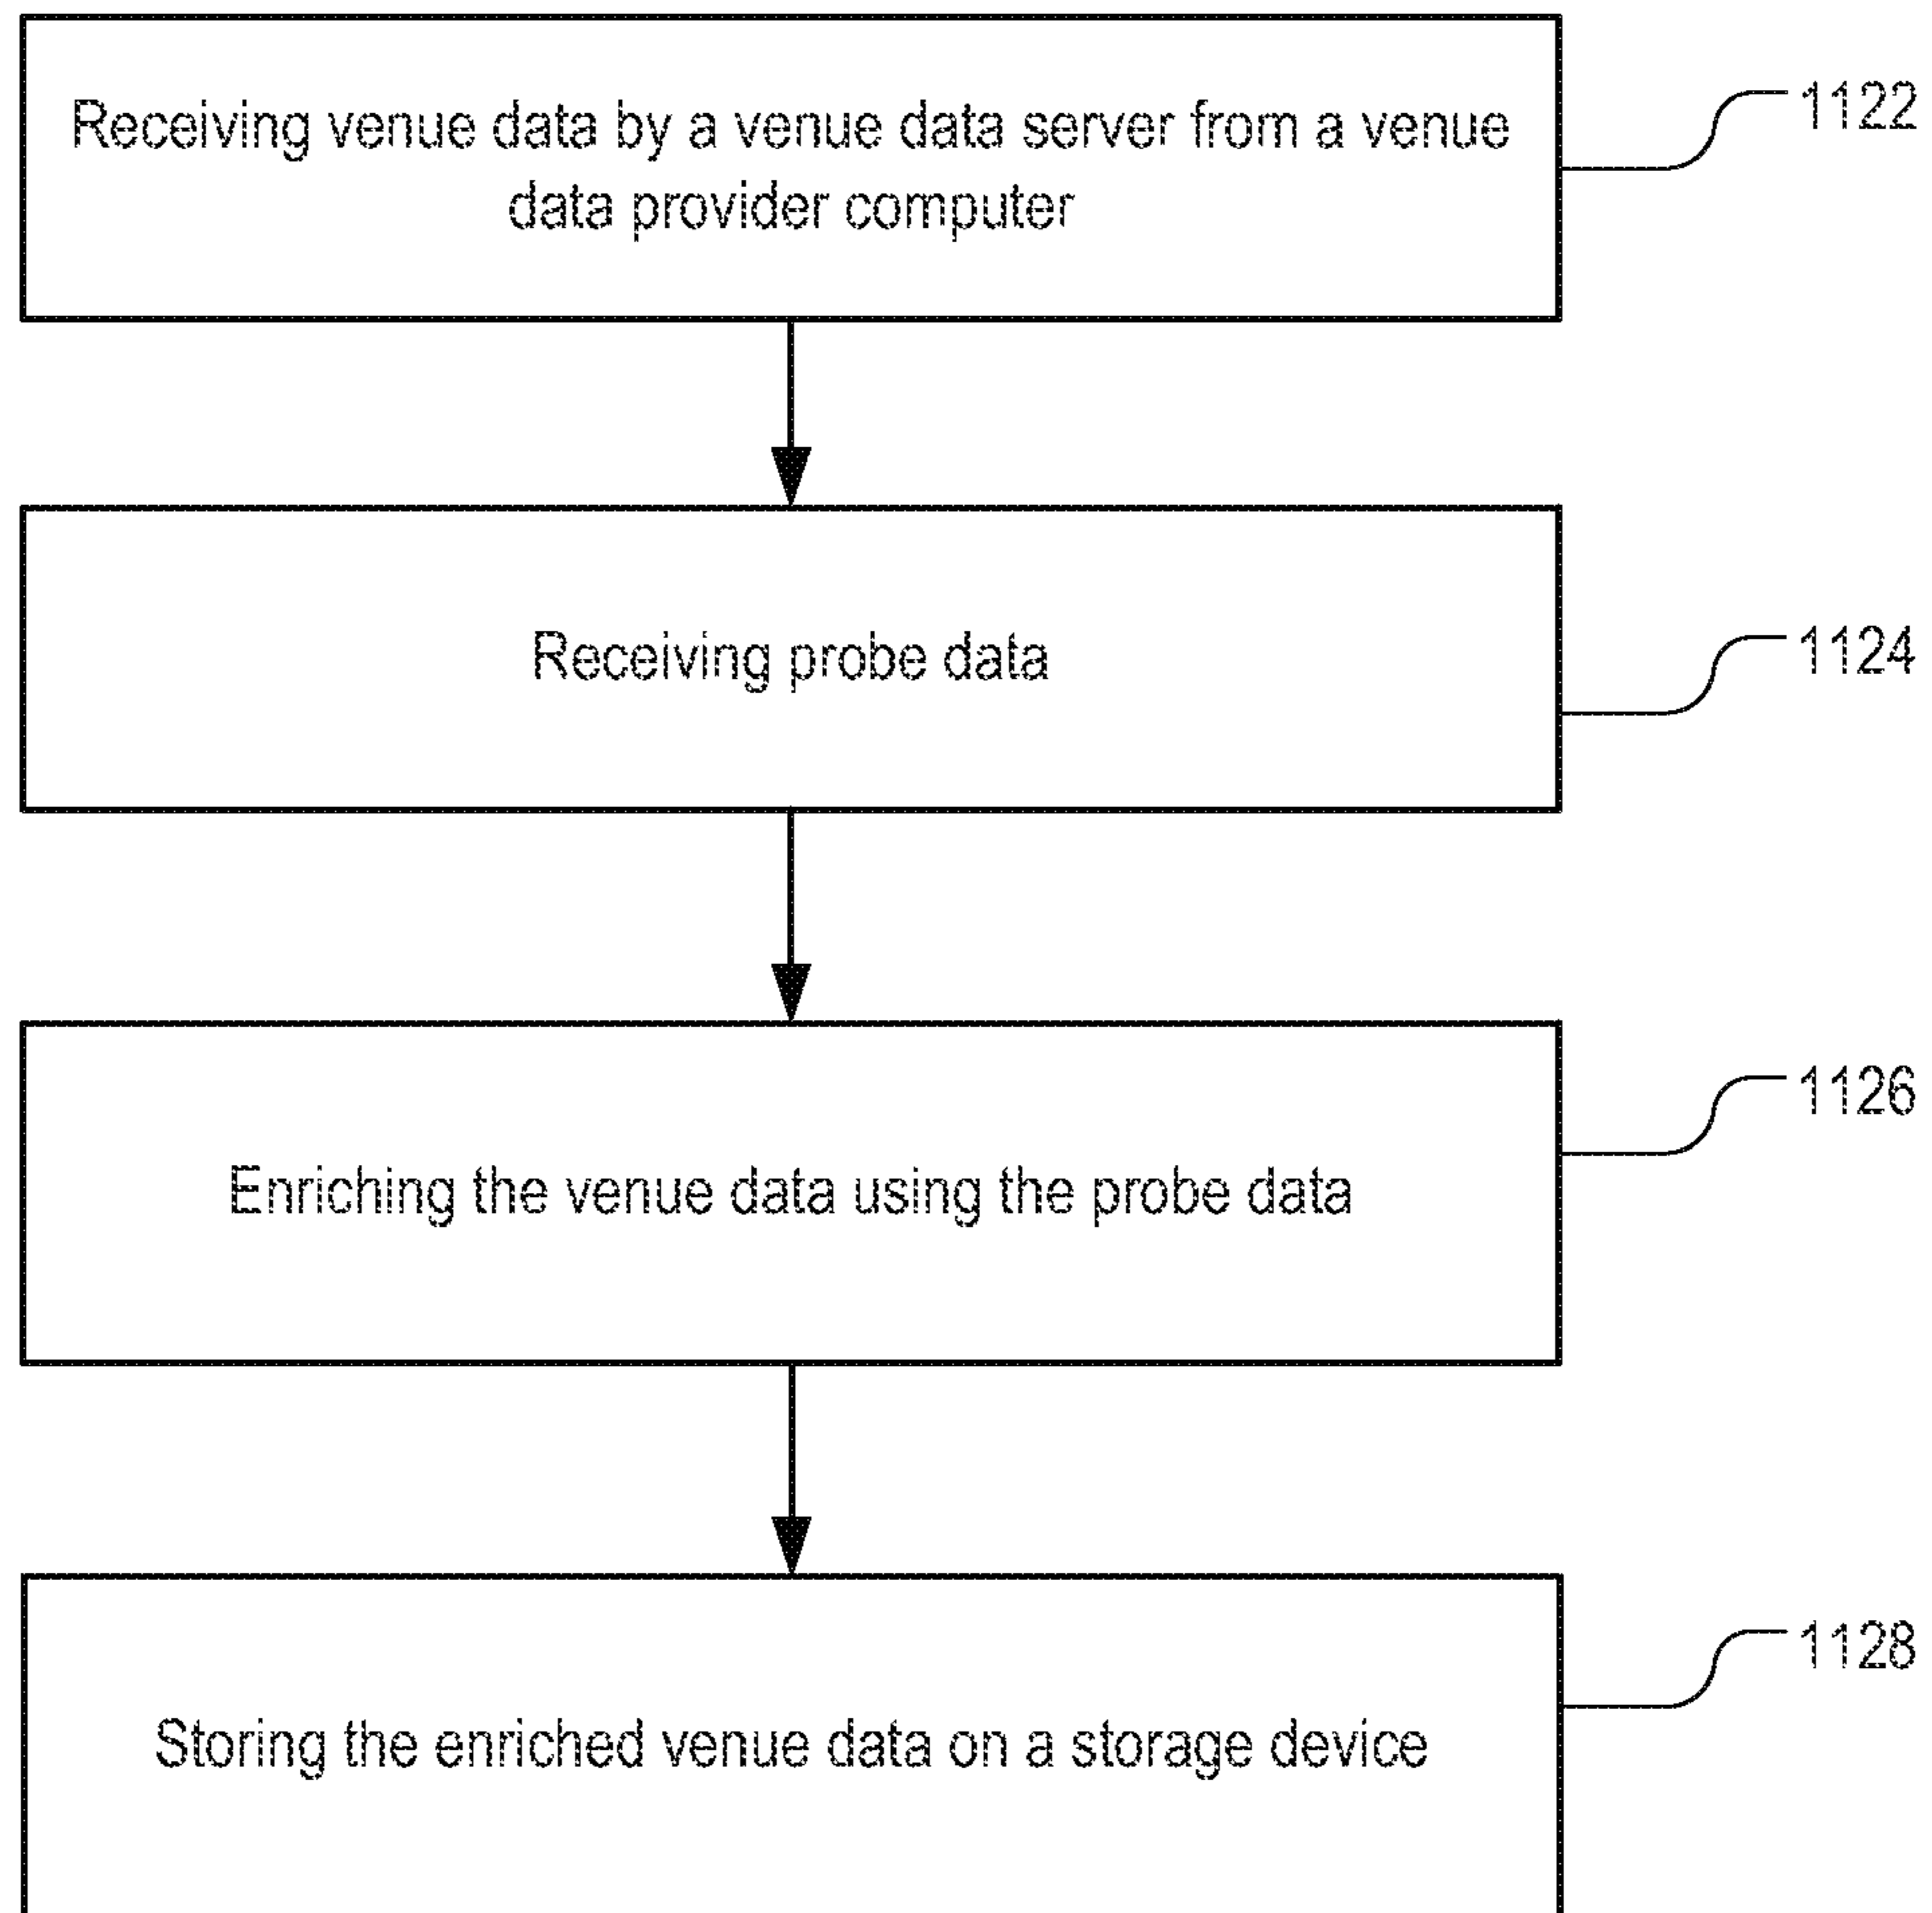 Receiving venue data by a venue data server from a venue
data provider computer
1122
Receiving probe data
1124
Enriching the venue data using the probe data
1126
Storing the enriched venue data on a storage device
1128